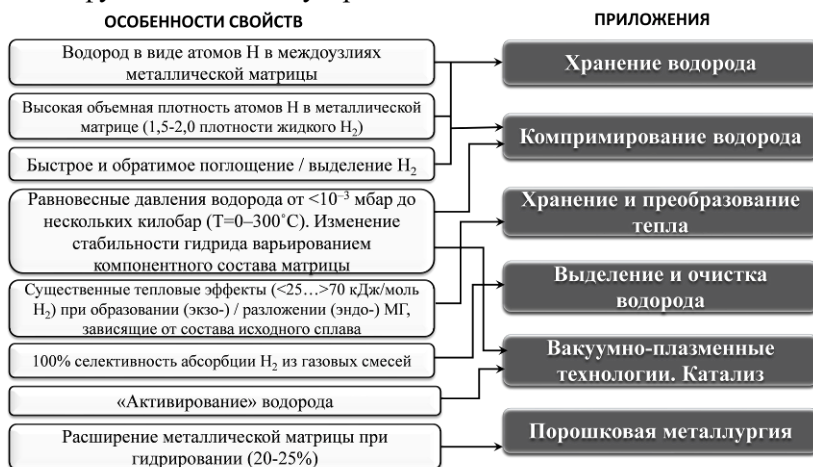 ОСОБЕННОСТИ СВОЙСТВ
ПРИЛОЖЕНИЯ
Водород в виде атомов Н в междоузлиях
металлической матрицы
Высокая объемная плотность атомов Н в металлической
матрице (1,5-2,0 плотности жидкого H₂)
Быстрое и обратимое поглощение / выделение H₂
Равновесные давления водорода от <10⁻³ мбар до
нескольких килобар (T=0–300˚C). Изменение
стабильности гидрида варьированием
компонентного состава матрицы
Существенные тепловые эффекты (<25…>70 кДж/моль
H₂) при образовании (экзо-) / разложении (эндо-) МГ,
зависящие от состава исходного сплава
100% селективность абсорбции H₂ из газовых смесей
«Активирование» водорода
Расширение металлической матрицы при
гидрировании (20-25%)
Хранение водорода
Компримирование водорода
Хранение и преобразование
тепла
Выделение и очистка
водорода
Вакуумно-плазменные
технологии. Катализ
Порошковая металлургия